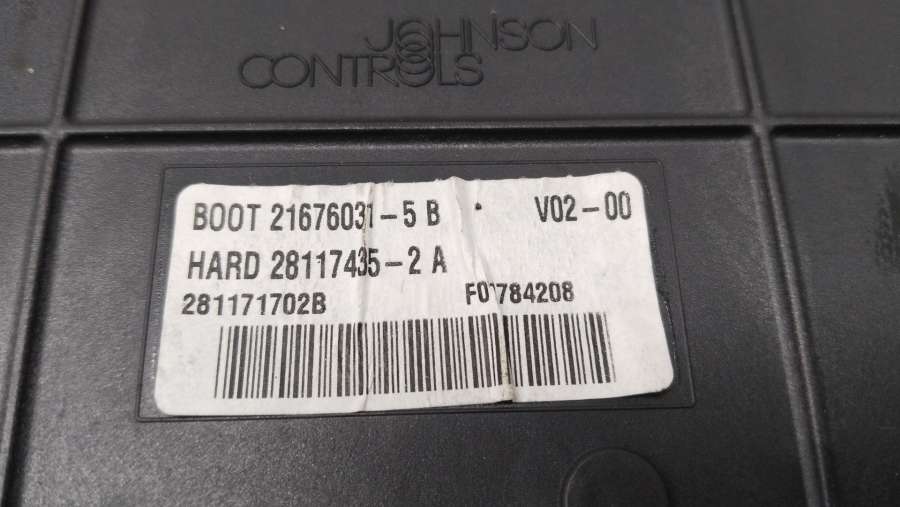 JOHNSON
CONTROLS
BOOT 21676031-5 B V02-00
HARD 28117435-2 A
281171702B F01784208